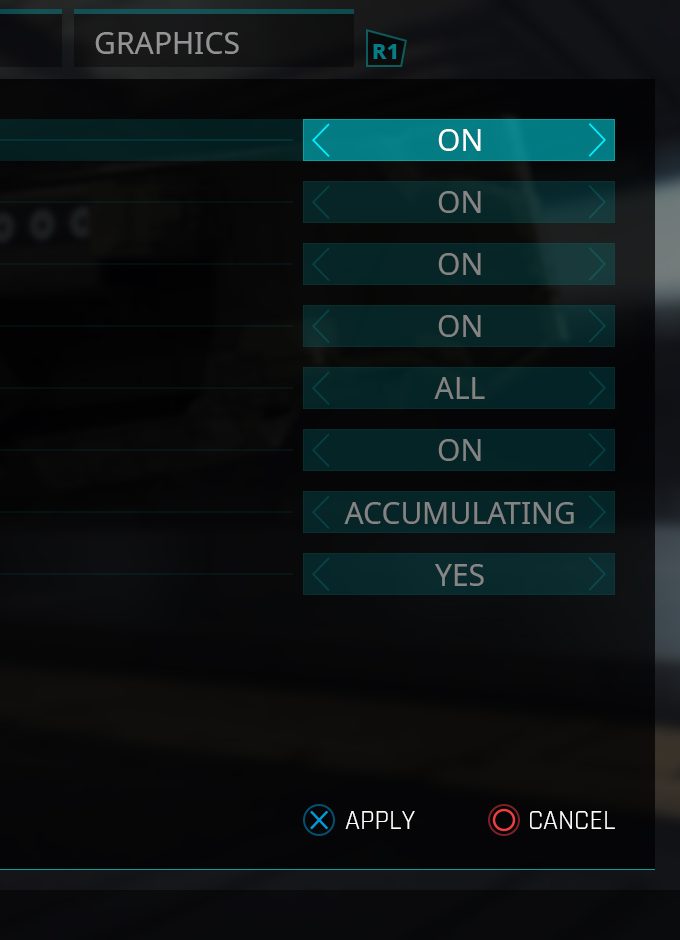 GRAPHICS
R1
ON
ON
ON
ON
ALL
ON
ACCUMULATING
YES
APPLY CANCEL